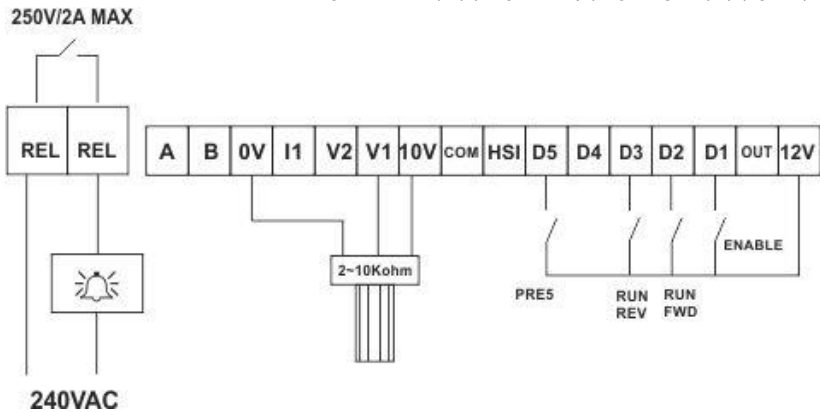 250V/2A MAX
REL REL A B 0V I1 V2 V1 10V COM HSI D5 D4 D3 D2 D1 OUT 12V
ENABLE
2~10Kohm
PRE5 RUN REV RUN FWD
240VAC